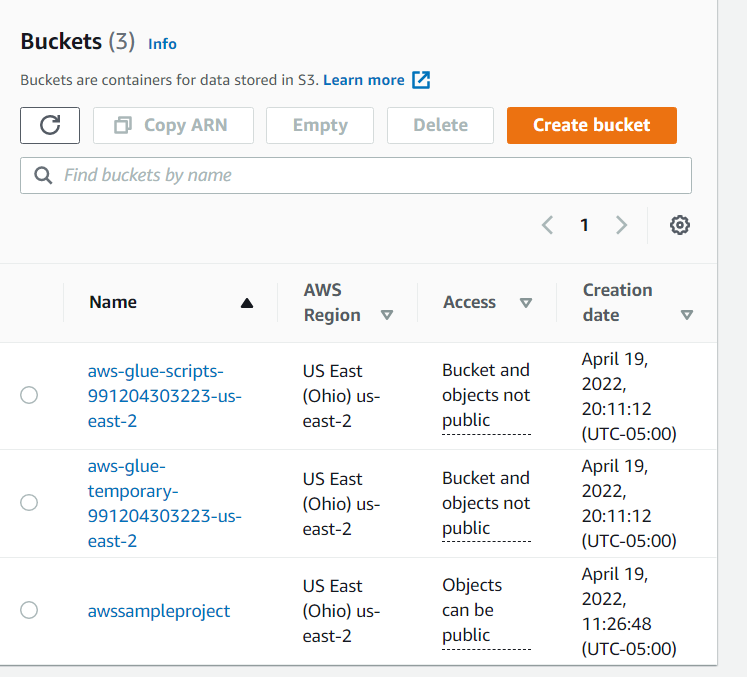 Buckets (3) Info
Buckets are containers for data stored in S3. Learn more
Copy ARN Empty Delete Create bucket
Find buckets by name
1
Name
AWS Region
Access
Creation date
aws-glue-scripts-
991204303223-us-
east-2
US East
(Ohio) us-
east-2
Bucket and
objects not
public
April 19,
2022,
20:11:12
(UTC-05:00)
aws-glue-
temporary-
991204303223-us-
east-2
US East
(Ohio) us-
east-2
Bucket and
objects not
public
April 19,
2022,
20:11:12
(UTC-05:00)
awssampleproject
US East
(Ohio) us-
east-2
Objects
can be
public
April 19,
2022,
11:26:48
(UTC-05:00)